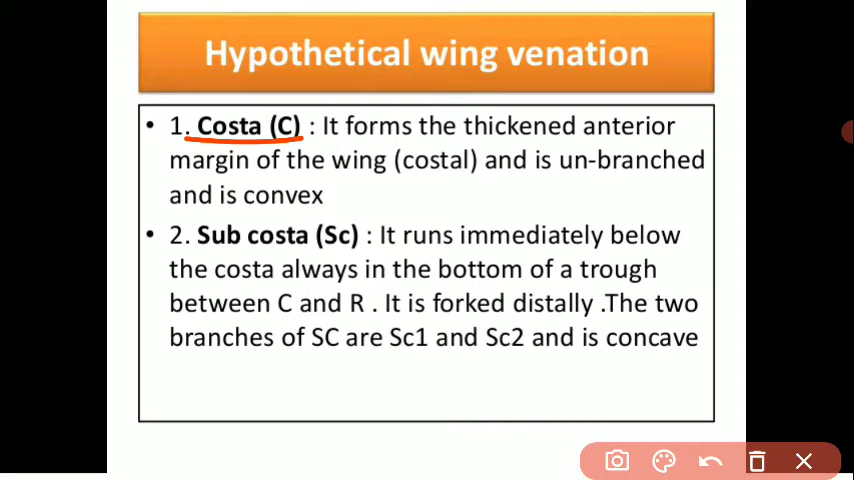 Hypothetical wing venation
• 1. Costa (C) : It forms the thickened anterior
margin of the wing (costal) and is un-branched
and is convex
• 2. Sub costa (Sc) : It runs immediately below
the costa always in the bottom of a trough
between C and R . It is forked distally .The two
branches of SC are Sc1 and Sc2 and is concave